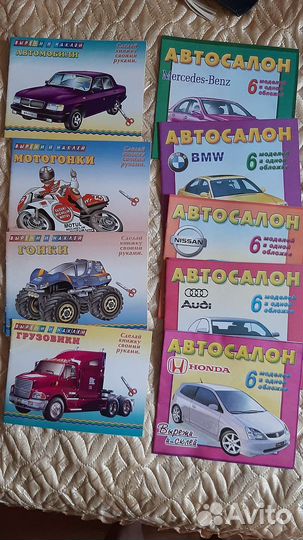 ВЫРЕЖИ И НАКЛЕЙ
АВТОМОБИЛИ
Сделай
книжку
своими
руками.
ВЫРЕЖИ И НАКЛЕЙ
МОТОГОНКИ
Сделай
книжку
своими
руками.
MOTUL
ВЫРЕЖИ И НАКЛЕЙ
ГОНКИ
Сделай
книжку
своими
руками.
ВЫРЕЖИ И НАКЛЕЙ
ГРУЗОВИКИ
Сделай
книжку
своими
руками.
АВТОСАЛОН
Mercedes-Benz
6 моделей
в одной
обложке
АВТОСАЛОН
BMW
6 моделей
в одной
обложке
АВТОСАЛОН
NISSAN
6 моделей
в одной
обложке
АВТОСАЛОН
Audi
6 моделей
в одной
обложке
АВТОСАЛОН
HONDA
6 моделей
в одной
обложке
Вырежи
и склей
Avito